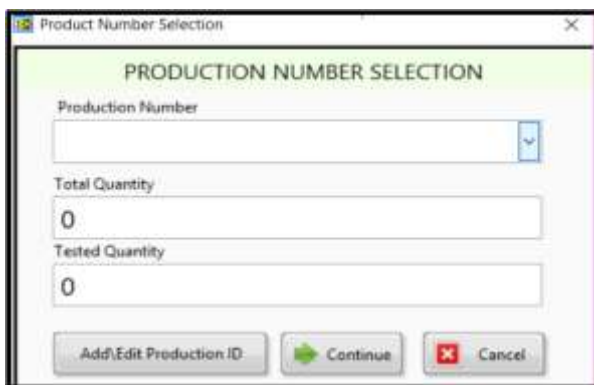 Product Number Selection
PRODUCTION NUMBER SELECTION
Production Number
Total Quantity
0
Tested Quantity
0
Add\Edit Production ID Continue Cancel